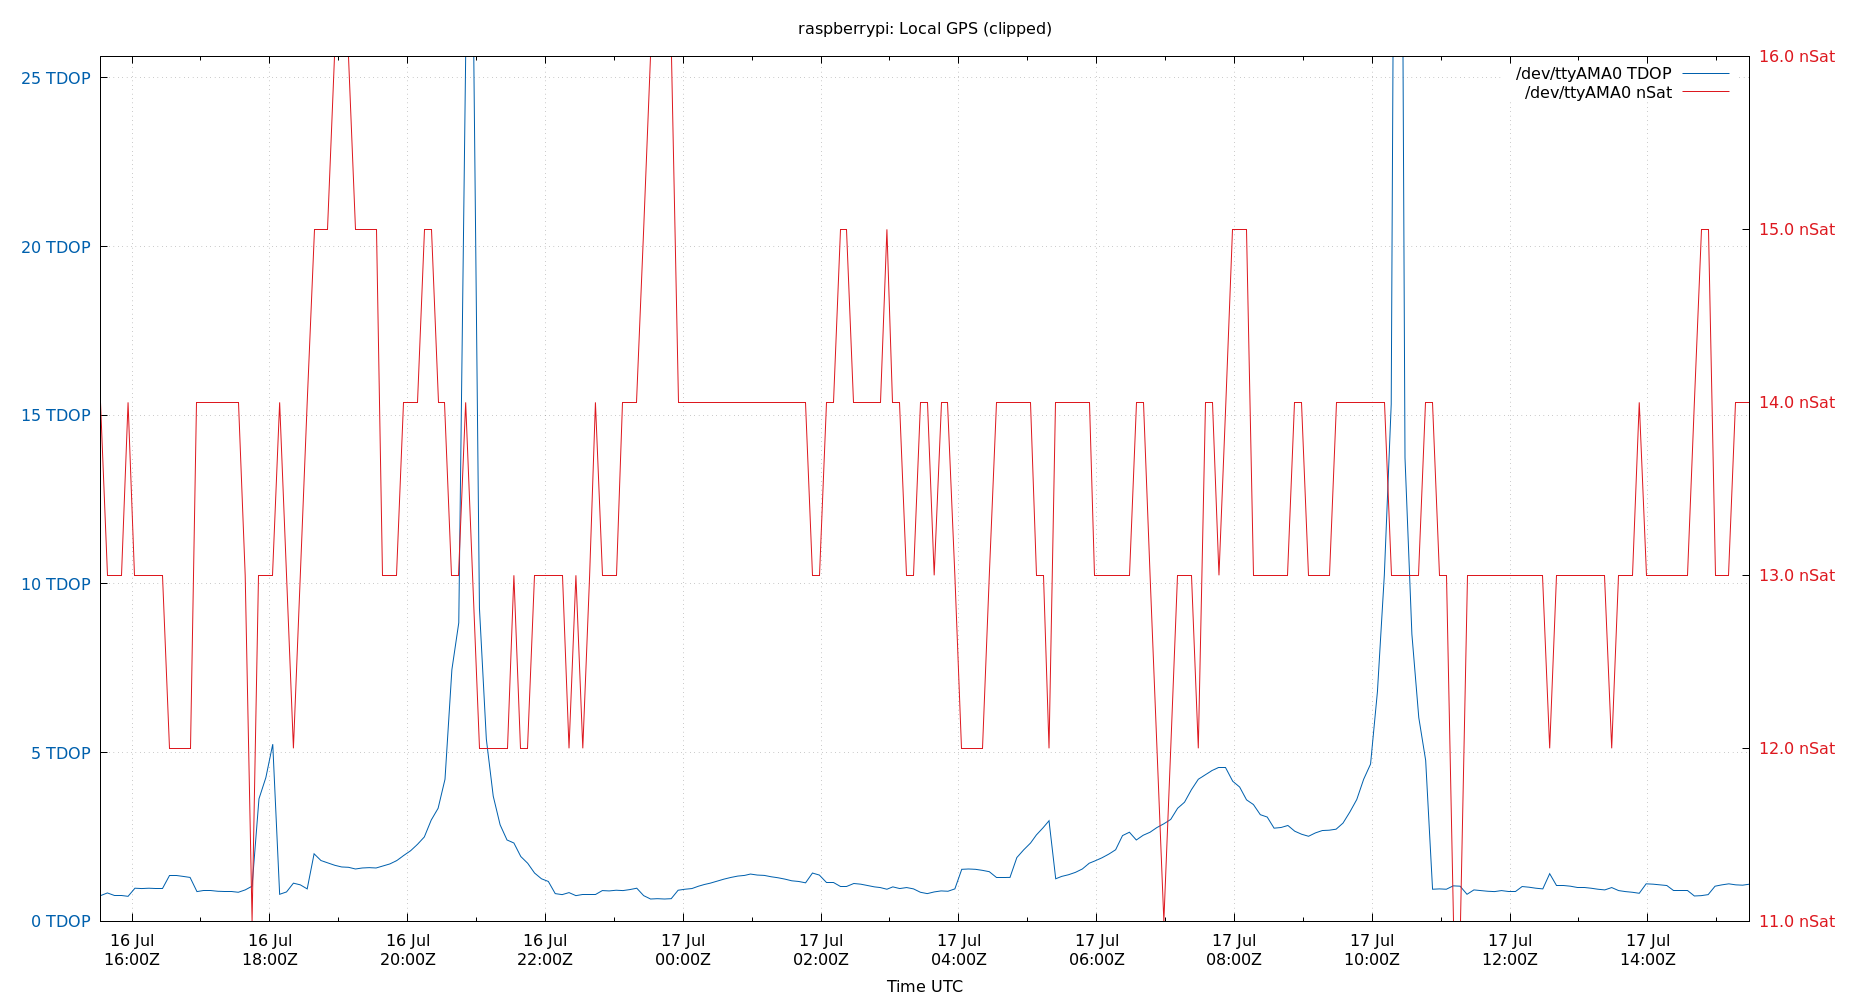 raspberrypi: Local GPS (clipped)
/dev/ttyAMA0 TDOP
/dev/ttyAMA0 nSat
25 TDOP
20 TDOP
15 TDOP
10 TDOP
5 TDOP
0 TDOP
16.0 nSat
15.0 nSat
14.0 nSat
13.0 nSat
12.0 nSat
11.0 nSat
16 Jul 16 Jul 16 Jul 16 Jul 17 Jul 17 Jul 17 Jul 17 Jul 17 Jul 17 Jul 17 Jul 17 Jul
16:00Z 18:00Z 20:00Z 22:00Z 00:00Z 02:00Z 04:00Z 06:00Z 08:00Z 10:00Z 12:00Z 14:00Z
Time UTC